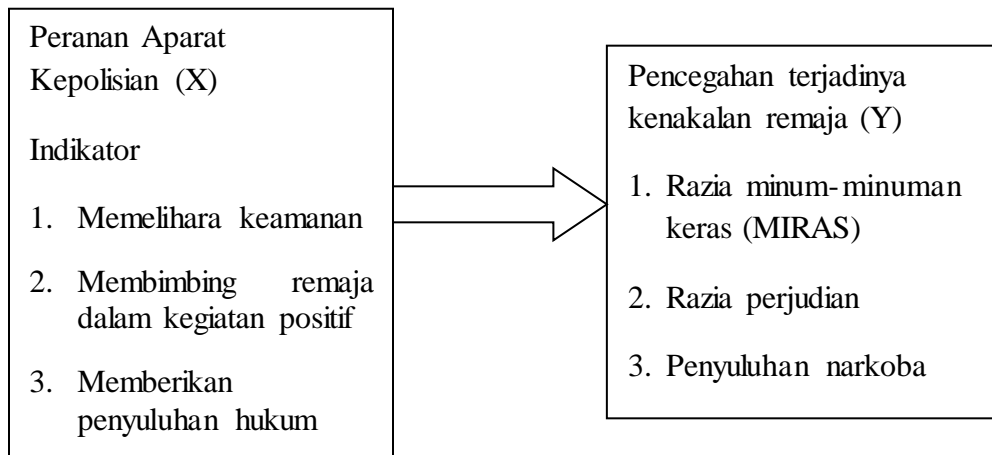 Peranan Aparat
Kepolisian (X)
Indikator
1. Memelihara keamanan
2. Membimbing remaja
dalam kegiatan positif
3. Memberikan
penyuluhan hukum
Pencegahan terjadinya
kenakalan remaja (Y)
1. Razia minum-minuman
keras (MIRAS)
2. Razia perjudian
3. Penyuluhan narkoba